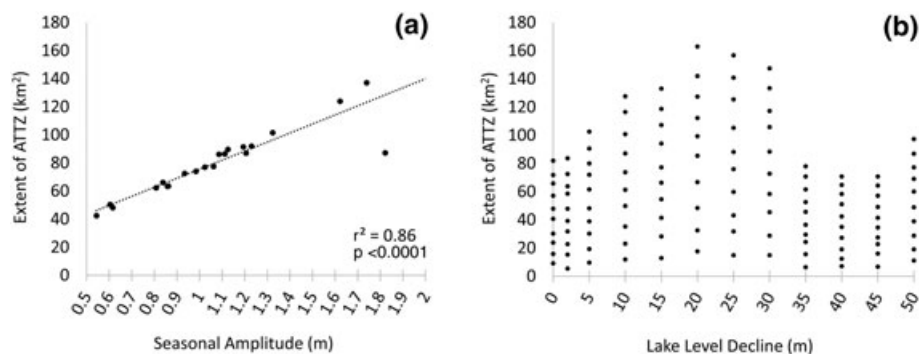 (a)
180
160
140
120
100
80
60
40
20
0
Extent of ATTZ (km²)
r² = 0.86
p <0.0001
0.5 0.6 0.7 0.8 0.9 1 1.1 1.2 1.3 1.4 1.5 1.6 1.7 1.8 1.9 2
Seasonal Amplitude (m)
(b)
180
160
140
120
100
80
60
40
20
0
Extent of ATTZ (km²)
0 5 10 15 20 25 30 35 40 45 50
Lake Level Decline (m)